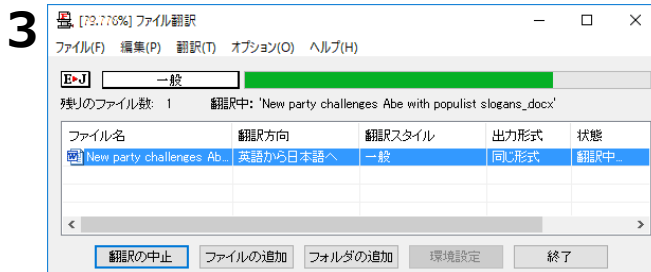 3
[79.776%] ファイル翻訳
ファイル(F) 編集(P) 翻訳(T) オプション(O) ヘルプ(H)
E▸J 一般
残りのファイル数: 1 翻訳中: 'New party challenges Abe with populist slogans_docx'
ファイル名 翻訳方向 翻訳スタイル 出力形式 状態
New party challenges Ab... 英語から日本語へ 一般 同じ形式 翻訳中...
翻訳の中止 ファイルの追加 フォルダの追加 環境設定 終了